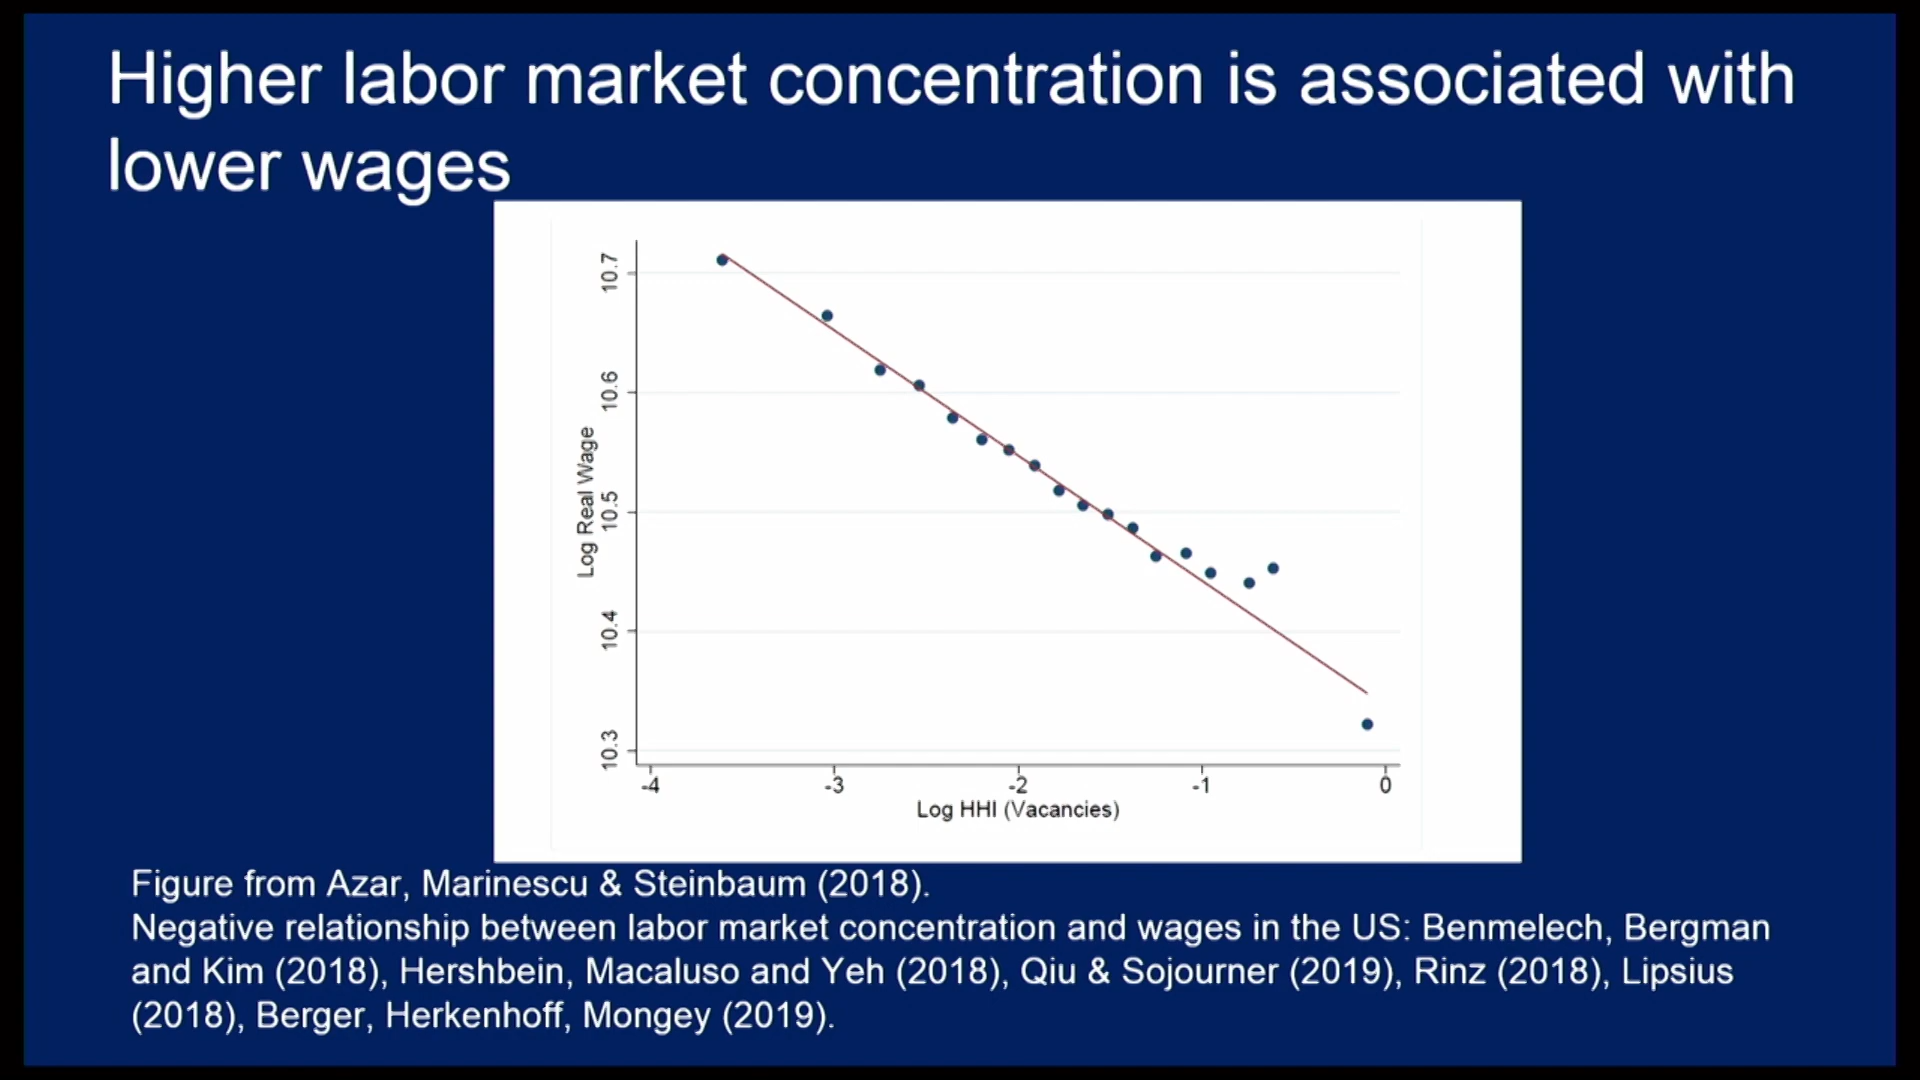 Higher labor market concentration is associated with
lower wages
10.7
10.6
10.5
10.4
10.3
Log Real Wage
-4 -3 -2 -1 0
Log HHI (Vacancies)
Figure from Azar, Marinescu & Steinbaum (2018).
Negative relationship between labor market concentration and wages in the US: Benmelech, Bergman
and Kim (2018), Hershbein, Macaluso and Yeh (2018), Qiu & Sojourner (2019), Rinz (2018), Lipsius
(2018), Berger, Herkenhoff, Mongey (2019).